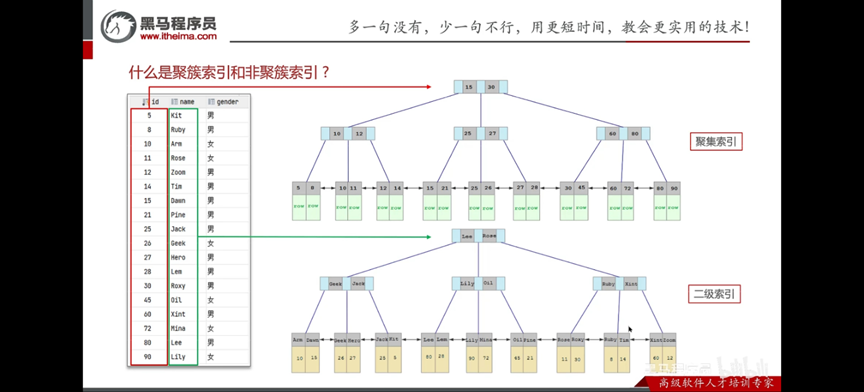 黑马程序员
www.itheima.com
多一句没有，少一句不行，用更短时间，教会更实用的技术！
什么是聚簇索引和非聚簇索引？
id name gender
5 Kit 男
8 Ruby 男
10 Arm 女
11 Rose 女
12 Zoom 男
14 Tim 男
15 Dawn 男
21 Pine 男
25 Jack 男
26 Geek 女
27 Hero 男
28 Lem 男
30 Roxy 男
45 Oil 女
60 Xint 男
72 Mina 女
80 Lee 男
90 Lily 女
15 30
10 12 25 27 60 80
聚集索引
5 8 10 11 12 14 15 21 25 26 27 28 30 45 60 72 80 90
row row row row row row row row row row row row row row row row row row
Lee Rose
Geek Jack Lily Oil Ruby Xint
二级索引
Arm Dawn Geek Hero Jack Kit Lee Lem Lily Mina Oil Pine Rose Roxy Ruby Tim Xint Zoom
10 15 26 27 25 5 80 28 90 72 45 21 11 30 8 14 60 12
bilibili
高级软件人才培训专家